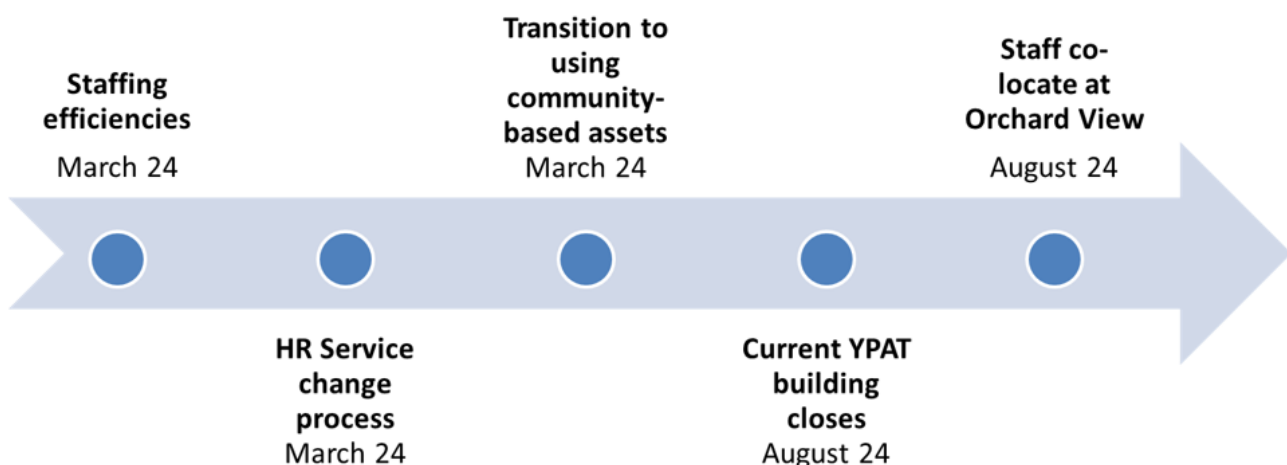 Staffing
efficiencies
March 24
HR Service
change
process
March 24
Transition to
using
community-
based assets
March 24
Current YPAT
building
closes
August 24
Staff co-
locate at
Orchard View
August 24